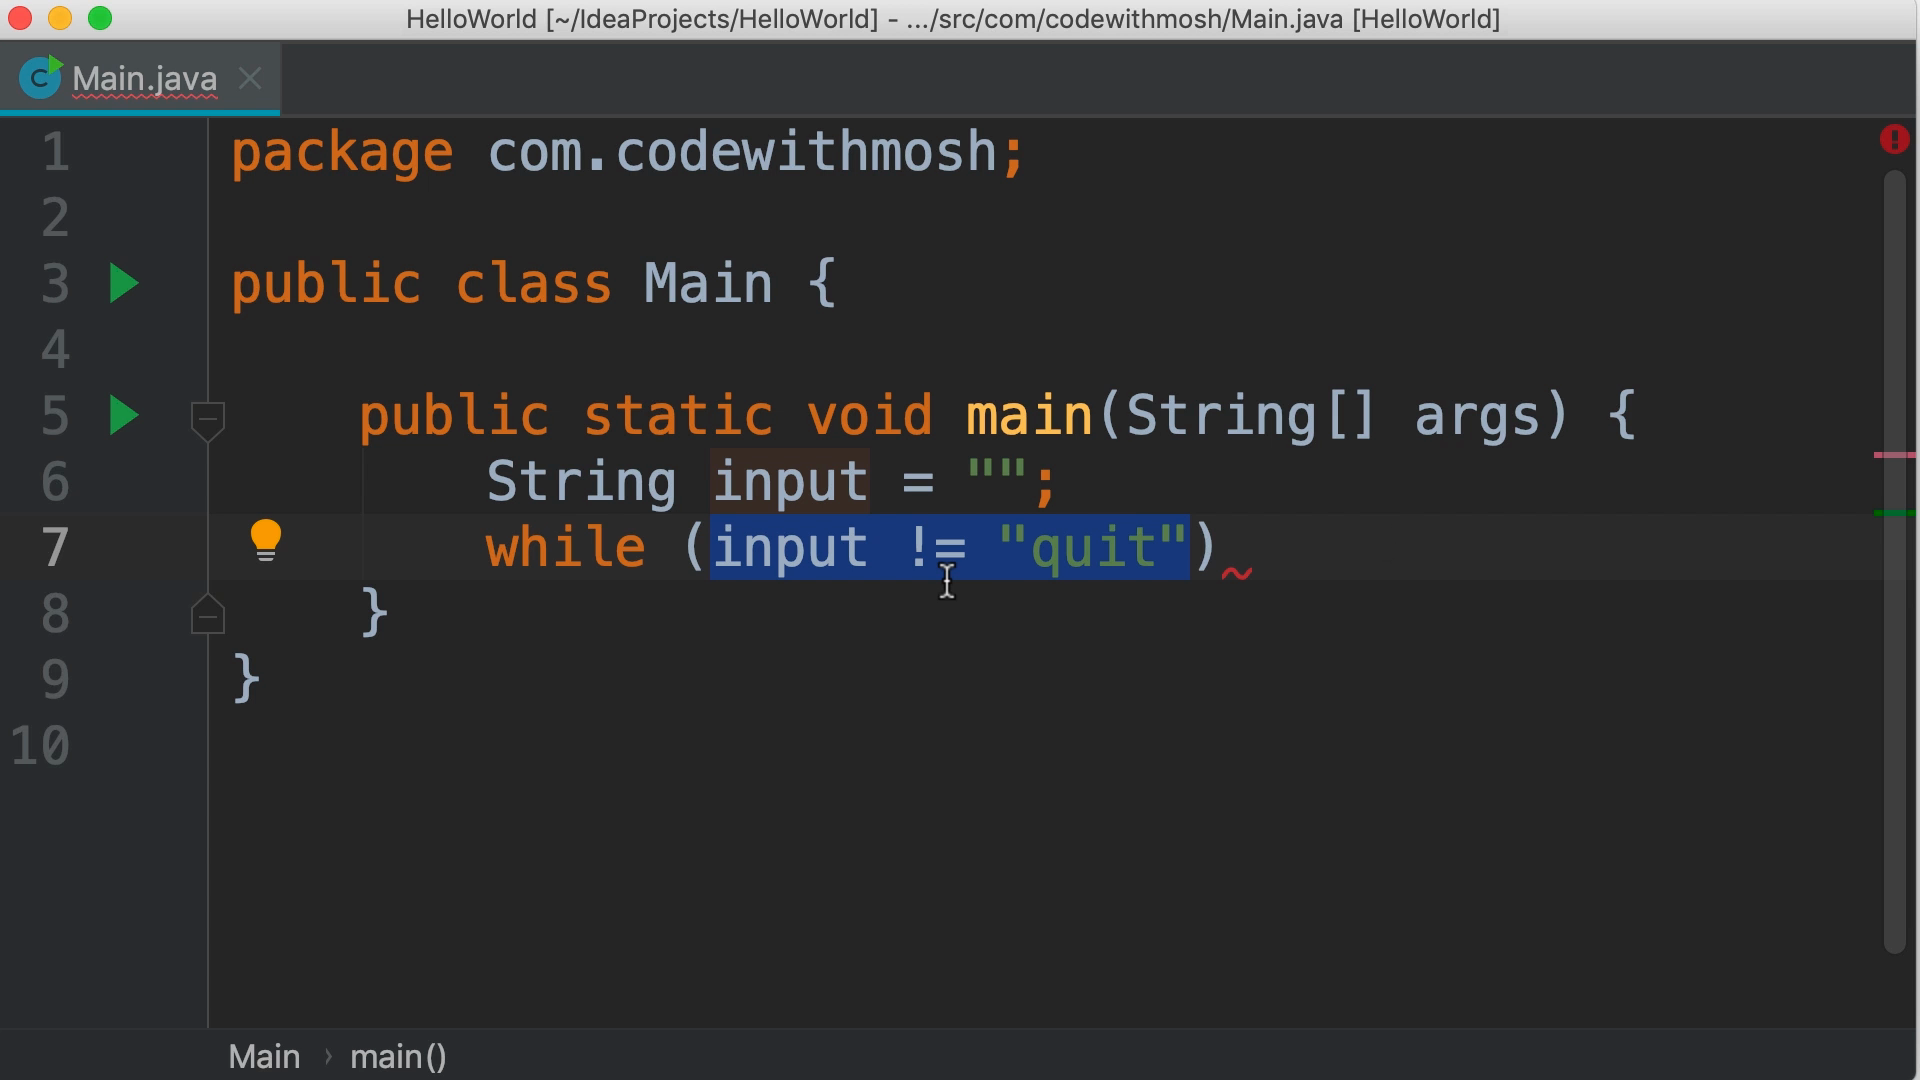 HelloWorld [~/IdeaProjects/HelloWorld] - .../src/com/codewithmosh/Main.java [HelloWorld]
Main.java
1 package com.codewithmosh;
2
3 public class Main {
4
5     public static void main(String[] args) {
6         String input = "";
7         while (input != "quit")
8     }
9 }
10
Main › main()